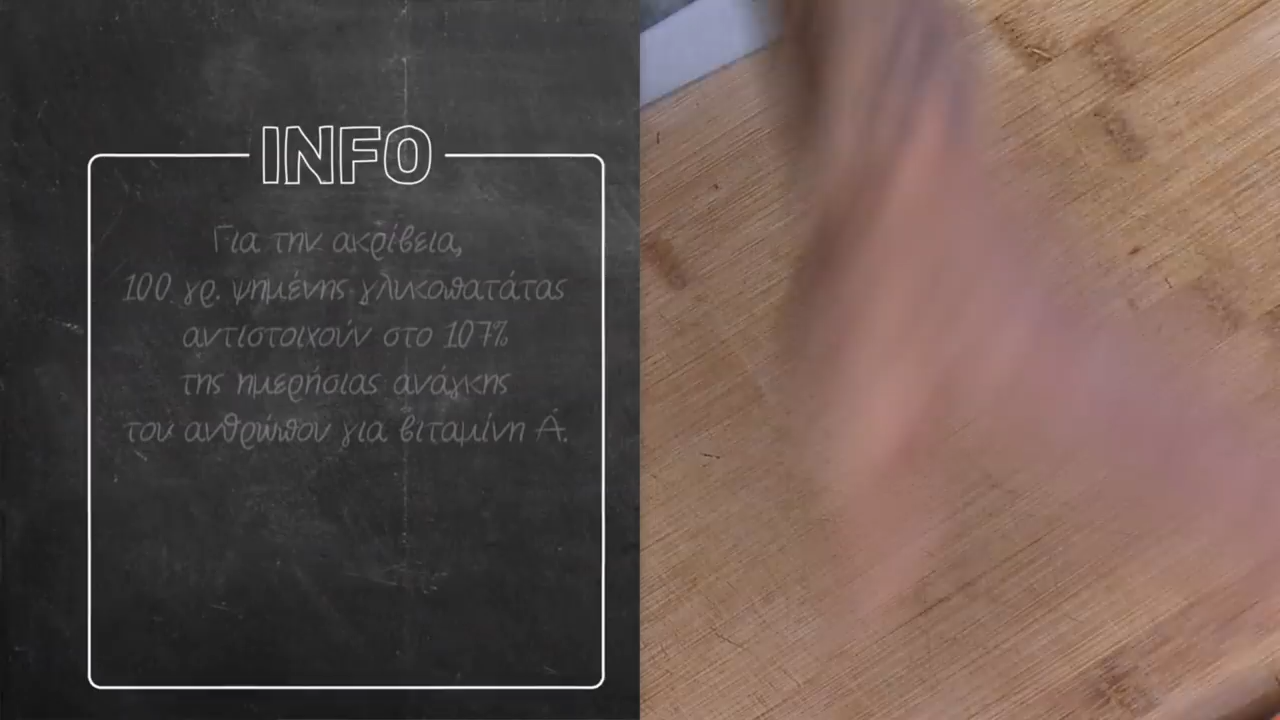 INFO
Για την ακρίβεια,
100 γρ. ψημένης γλυκοπατάτας
αντιστοιχούν στο 107%
της ημερήσιας ανάγκης
του ανθρώπου για βιταμίνη Α.